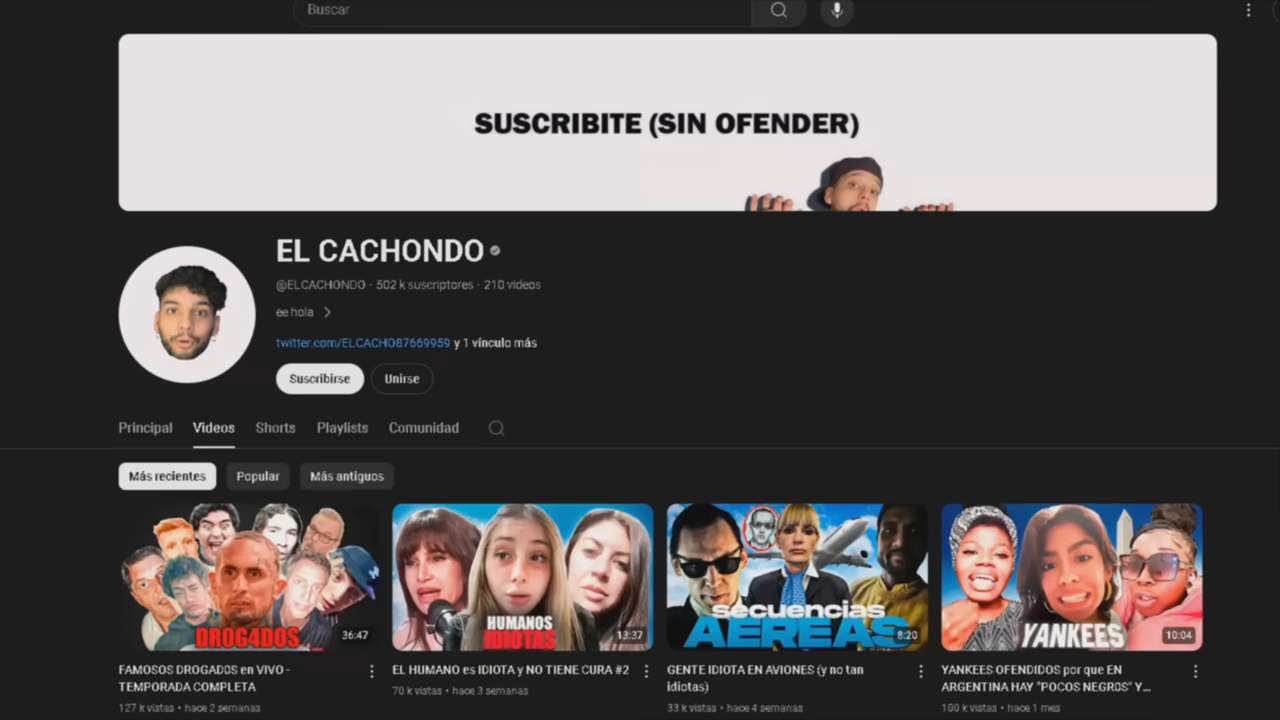 Buscar
SUSCRIBITE (SIN OFENDER)
EL CACHONDO
@ELCACHONDO · 502 k suscriptores · 210 videos
ee hola
twitter.com/ELCACHO87669959 y 1 vínculo más
Suscribirse Unirse
Principal Videos Shorts Playlists Comunidad
Más recientes Popular Más antiguos
DROG4DOS 36:47
HUMANOS
IDIOTAS 13:37
secuencias
AEREAS 8:20
YANKEES 10:04
FAMOSOS DROGADOS en VIVO -
TEMPORADA COMPLETA
127 k vistas • hace 2 semanas
EL HUMANO es IDIOTA y NO TIENE CURA #2
70 k vistas • hace 3 semanas
GENTE IDIOTA EN AVIONES (y no tan
idiotas)
33 k vistas • hace 4 semanas
YANKEES OFENDIDOS por que EN
ARGENTINA HAY "POCOS NEGR0S" Y...
100 k vistas • hace 1 mes